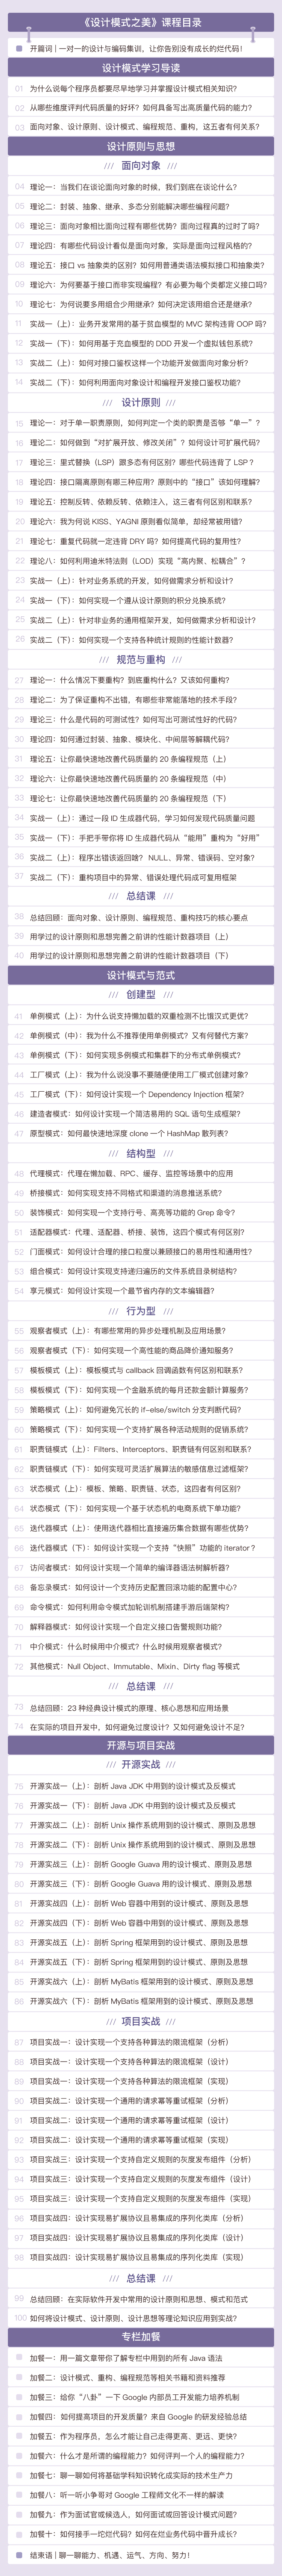 《设计模式之美》课程目录
开篇词 | 一对一的设计与编码集训，让你告别没有成长的烂代码！
设计模式学习导读
01 为什么说每个程序员都要尽早地学习并掌握设计模式相关知识？
02 从哪些维度评判代码质量的好坏？如何具备写出高质量代码的能力？
03 面向对象、设计原则、设计模式、编程规范、重构，这五者有何关系？
设计原则与思想
/// 面向对象 ///
04 理论一：当我们在谈论面向对象的时候，我们到底在谈论什么？
05 理论二：封装、抽象、继承、多态分别能解决哪些编程问题？
06 理论三：面向对象相比面向过程有哪些优势？面向过程真的过时了吗？
07 理论四：有哪些代码设计看似是面向对象，实际是面向过程风格的？
08 理论五：接口 vs 抽象类的区别？如何用普通类语法模拟接口和抽象类？
09 理论六：为什么要基于接口而非实现编程？有必要为每个类都定义接口吗？
10 理论七：为何说要多用组合少用继承？如何决定该用组合还是继承？
11 实战一（上）：业务开发常用的基于贫血模型的 MVC 架构违背 OOP 吗？
12 实战一（下）：如何用基于充血模型的 DDD 开发一个虚拟钱包系统？
13 实战二（上）：如何对接口鉴权这样一个功能开发做面向对象分析？
14 实战二（下）：如何利用面向对象设计和编程开发接口鉴权功能？
/// 设计原则 ///
15 理论一：对于单一职责原则，如何判定一个类的职责是否够“单一”？
16 理论二：如何做到“对扩展开放、修改关闭”？如何设计可扩展代码？
17 理论三：里式替换（LSP）跟多态有何区别？哪些代码违背了 LSP？
18 理论四：接口隔离原则有哪三种应用？原则中的“接口”该如何理解？
19 理论五：控制反转、依赖反转、依赖注入，这三者有何区别和联系？
20 理论六：我为何说 KISS、YAGNI 原则看似简单，却经常被用错？
21 理论七：重复代码就一定违背 DRY 吗？如何提高代码的复用性？
22 理论八：如何利用迪米特法则（LOD）实现“高内聚、松耦合”？
23 实战一（上）：针对业务系统的开发，如何做需求分析和设计？
24 实战一（下）：如何实现一个遵从设计原则的积分兑换系统？
25 实战二（上）：针对非业务的通用框架开发，如何做需求分析和设计？
26 实战二（下）：如何实现一个支持各种统计规则的性能计数器？
/// 规范与重构 ///
27 理论一：什么情况下要重构？到底重构什么？又该如何重构？
28 理论二：为了保证重构不出错，有哪些非常能落地的技术手段？
29 理论三：什么是代码的可测试性？如何写出可测试性好的代码？
30 理论四：如何通过封装、抽象、模块化、中间层等解耦代码？
31 理论五：让你最快速地改善代码质量的 20 条编程规范（上）
32 理论六：让你最快速地改善代码质量的 20 条编程规范（中）
33 理论七：让你最快速地改善代码质量的 20 条编程规范（下）
34 实战一（上）：通过一段 ID 生成器代码，学习如何发现代码质量问题
35 实战一（下）：手把手带你将 ID 生成器代码从“能用”重构为“好用”
36 实战二（上）：程序出错该返回啥？NULL、异常、错误码、空对象？
37 实战二（下）：重构项目中的异常、错误处理代码成可复用框架
/// 总结课 ///
38 总结回顾：面向对象、设计原则、编程规范、重构技巧的核心要点
39 用学过的设计原则和思想完善之前讲的性能计数器项目（上）
40 用学过的设计原则和思想完善之前讲的性能计数器项目（下）
设计模式与范式
/// 创建型 ///
41 单例模式（上）：为什么说支持懒加载的双重检测不比饿汉式更优？
42 单例模式（中）：我为什么不推荐使用单例模式？又有何替代方案？
43 单例模式（下）：如何实现多例模式和集群下的分布式单例模式？
44 工厂模式（上）：我为什么说没事不要随便使用工厂模式创建对象？
45 工厂模式（下）：如何设计实现一个 Dependency Injection 框架？
46 建造者模式：如何设计实现一个简洁易用的 SQL 语句生成框架？
47 原型模式：如何最快速地深度 clone 一个 HashMap 散列表？
/// 结构型 ///
48 代理模式：代理在懒加载、RPC、缓存、监控等场景中的应用
49 桥接模式：如何实现支持不同格式和渠道的消息推送系统？
50 装饰模式：如何实现一个支持行号、高亮等功能的 Grep 命令？
51 适配器模式：代理、适配器、桥接、装饰，这四个模式有何区别？
52 门面模式：如何设计合理的接口粒度以兼顾接口的易用性和通用性？
53 组合模式：如何设计实现支持递归遍历的文件系统目录树结构？
54 享元模式：如何设计实现一个最节省内存的文本编辑器？
/// 行为型 ///
55 观察者模式（上）：有哪些常用的异步处理机制及应用场景？
56 观察者模式（下）：如何实现一个高性能的商品降价通知服务？
57 模板模式（上）：模板模式与 callback 回调函数有何区别和联系？
58 模板模式（下）：如何实现一个金融系统的每月还款金额计算服务？
59 策略模式（上）：如何避免冗长的 if-else/switch 分支判断代码？
60 策略模式（下）：如何实现一个支持扩展各种活动规则的促销系统？
61 职责链模式（上）：Filters、Interceptors、职责链有何区别和联系？
62 职责链模式（下）：如何实现可灵活扩展算法的敏感信息过滤框架？
63 状态模式（上）：模板、策略、职责链、状态，这四者有何区别？
64 状态模式（下）：如何实现一个基于状态机的电商系统下单功能？
65 迭代器模式（上）：使用迭代器相比直接遍历集合数据有哪些优势？
66 迭代器模式（下）：如何设计实现一个支持“快照”功能的 iterator？
67 访问者模式：如何设计实现一个简单的编译器语法树解析器？
68 备忘录模式：如何设计一个支持历史配置回滚功能的配置中心？
69 命令模式：如何利用命令模式加轮训机制搭建手游后端架构？
70 解释器模式：如何设计实现一个自定义接口告警规则功能？
71 中介模式：什么时候用中介模式？什么时候用观察者模式？
72 其他模式：Null Object、Immutable、Mixin、Dirty flag 等模式
/// 总结课 ///
73 总结回顾：23 种经典设计模式的原理、核心思想和应用场景
74 在实际的项目开发中，如何避免过度设计？又如何避免设计不足？
开源与项目实战
/// 开源实战 ///
75 开源实战一（上）：剖析 Java JDK 中用到的设计模式及反模式
76 开源实战一（下）：剖析 Java JDK 中用到的设计模式及反模式
77 开源实战二（上）：剖析 Unix 操作系统用到的设计模式、原则及思想
78 开源实战二（下）：剖析 Unix 操作系统用到的设计模式、原则及思想
79 开源实战三（上）：剖析 Google Guava 用的设计模式、原则及思想
80 开源实战三（下）：剖析 Google Guava 用的设计模式、原则及思想
81 开源实战四（上）：剖析 Web 容器中用到的设计模式、原则及思想
82 开源实战四（下）：剖析 Web 容器中用到的设计模式、原则及思想
83 开源实战五（上）：剖析 Spring 框架用到的设计模式、原则及思想
84 开源实战五（下）：剖析 Spring 框架用到的设计模式、原则及思想
85 开源实战六（上）：剖析 MyBatis 框架用到的设计模式、原则及思想
86 开源实战六（下）：剖析 MyBatis 框架用到的设计模式、原则及思想
/// 项目实战 ///
87 项目实战一：设计实现一个支持各种算法的限流框架（分析）
88 项目实战一：设计实现一个支持各种算法的限流框架（设计）
89 项目实战一：设计实现一个支持各种算法的限流框架（实现）
90 项目实战二：设计实现一个通用的请求幂等重试框架（分析）
91 项目实战二：设计实现一个通用的请求幂等重试框架（设计）
92 项目实战二：设计实现一个通用的请求幂等重试框架（实现）
93 项目实战三：设计实现一个支持自定义规则的灰度发布组件（分析）
94 项目实战三：设计实现一个支持自定义规则的灰度发布组件（设计）
95 项目实战三：设计实现一个支持自定义规则的灰度发布组件（实现）
96 项目实战四：设计实现易扩展协议且易集成的序列化类库（分析）
97 项目实战四：设计实现易扩展协议且易集成的序列化类库（设计）
98 项目实战四：设计实现易扩展协议且易集成的序列化类库（实现）
/// 总结课 ///
99 总结回顾：在实际软件开发中常用的设计原则和思想、模式和范式
100 如何将设计模式、设计原则、设计思想等理论知识应用到实战？
专栏加餐
加餐一：用一篇文章带你了解专栏中用到的所有 Java 语法
加餐二：设计模式、重构、编程规范等相关书籍和资料推荐
加餐三：给你“八卦”一下 Google 内部员工开发能力培养机制
加餐四：如何提高项目的开发质量？来自 Google 的研发经验总结
加餐五：作为程序员，怎么才能让自己走得更高、更远、更快？
加餐六：什么才是所谓的编程能力？如何评判一个人的编程能力？
加餐七：聊一聊如何将基础学科知识转化成实际的技术生产力
加餐八：听一听小争哥对 Google 工程师文化不一样的解读
加餐九：作为面试官或候选人，如何面试或回答设计模式问题？
加餐十：如何接手一坨烂代码？如何在烂业务代码中晋升成长？
结束语 | 聊一聊能力、机遇、运气、方向、努力！